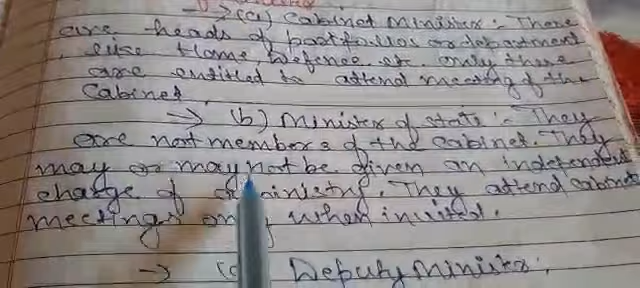 → (a) Cabinet Minister :- These
are heads of portfolios or department
like Home, Defence etc. only these
are entitled to attend meeting of the
Cabinet.
→ (b) Minister of state :- They
are not members of the cabinet. They
may or may not be given an independent
charge of a ministry. They attend cabinet
meetings only when invited.
→ (c) Deputy Minister :